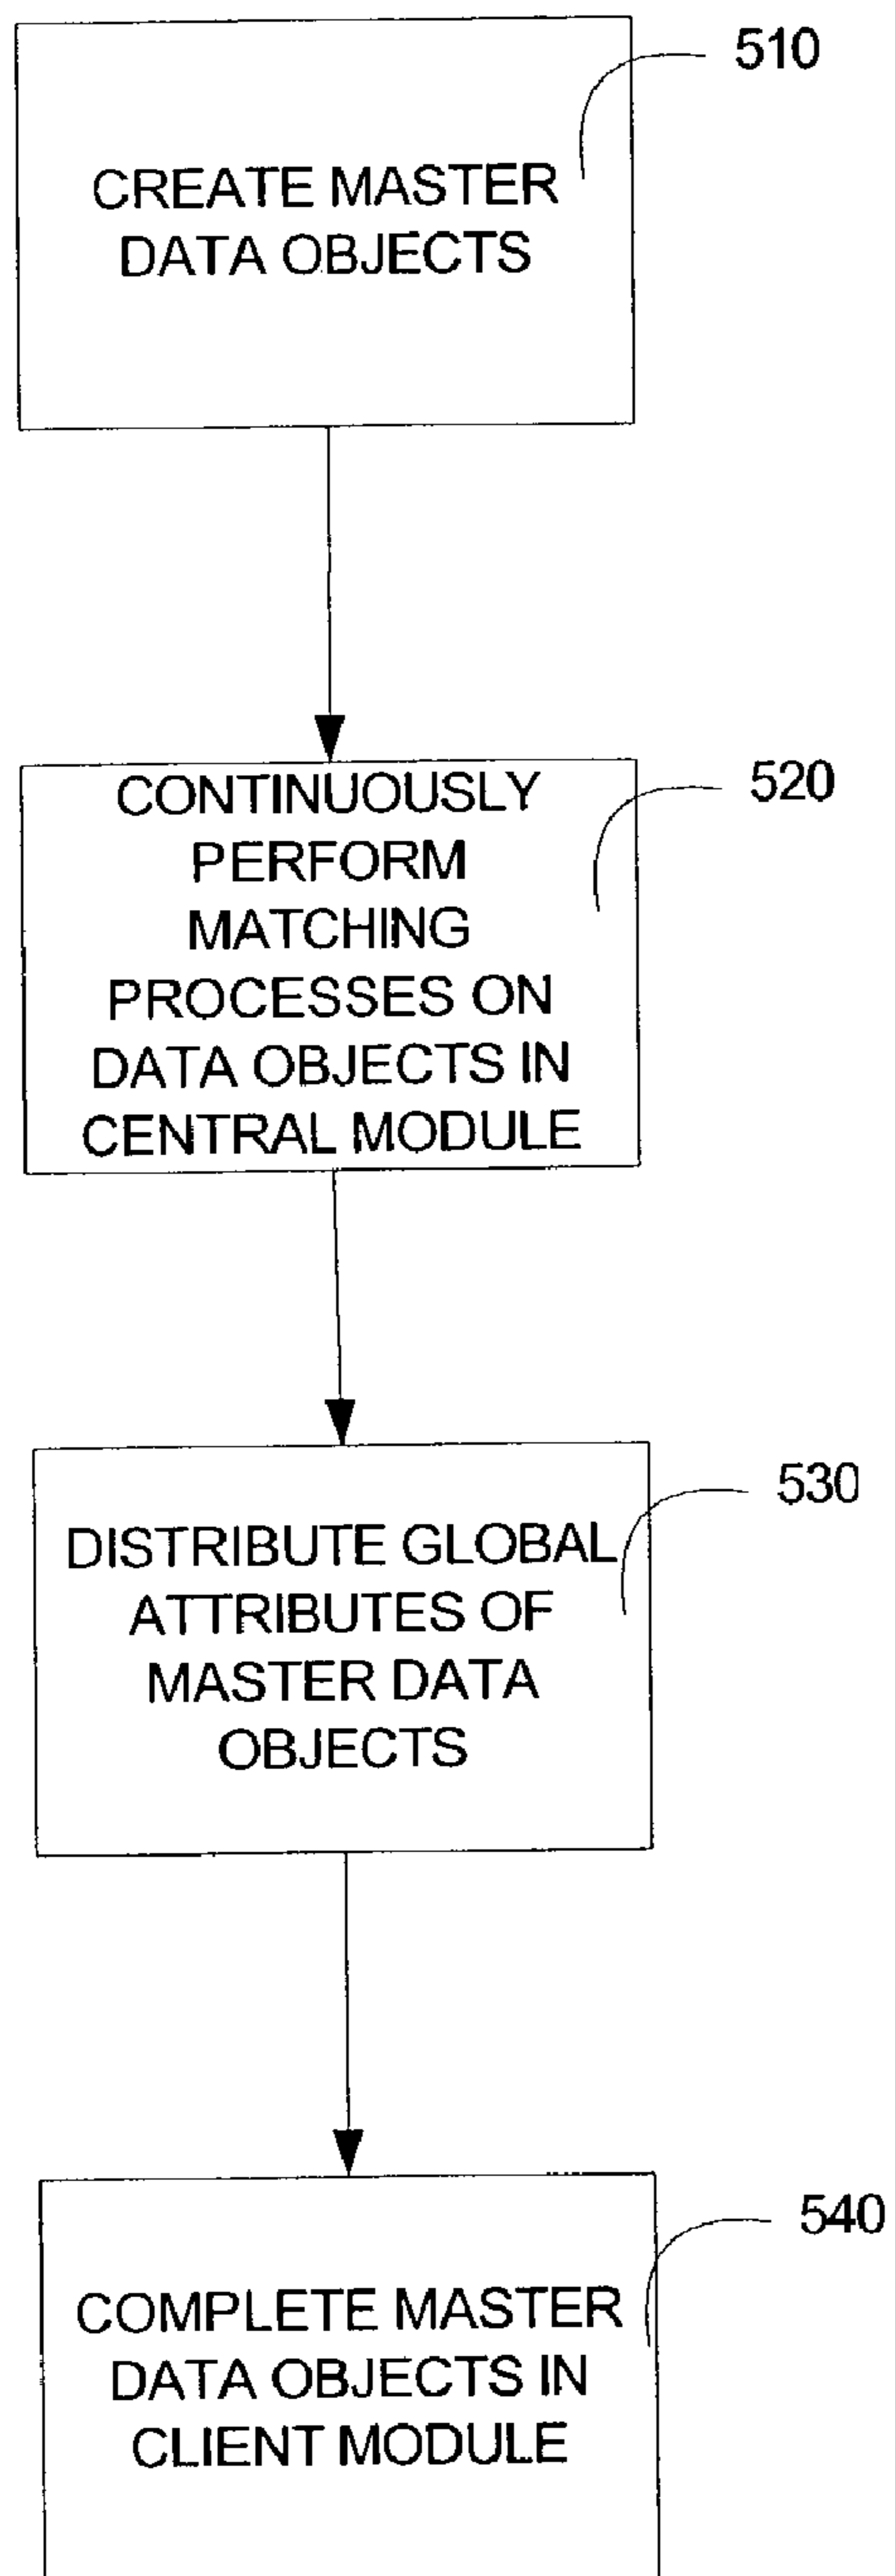 510
CREATE MASTER
DATA OBJECTS
520
CONTINUOUSLY
PERFORM
MATCHING
PROCESSES ON
DATA OBJECTS IN
CENTRAL MODULE
530
DISTRIBUTE GLOBAL
ATTRIBUTES OF
MASTER DATA
OBJECTS
540
COMPLETE MASTER
DATA OBJECTS IN
CLIENT MODULE